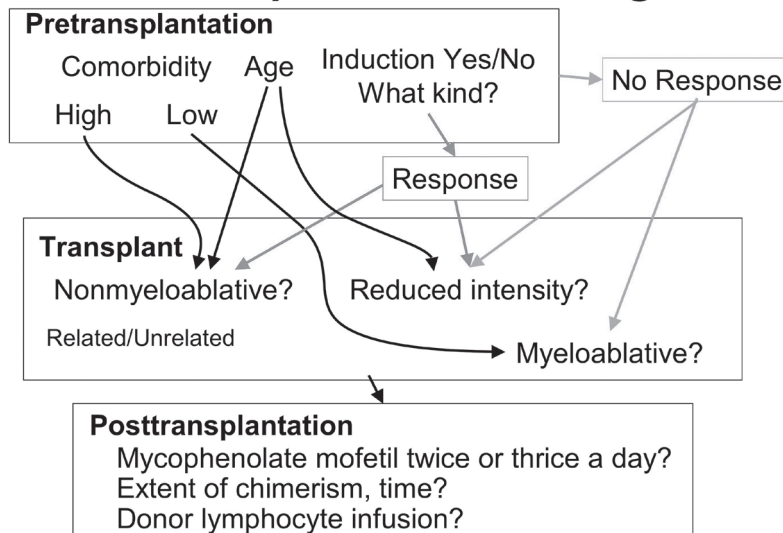 Pretransplantation
Comorbidity Age Induction Yes/No
What kind?
No Response
High Low
Response
Transplant
Nonmyeloablative? Reduced intensity?
Related/Unrelated
Myeloablative?
Posttransplantation
Mycophenolate mofetil twice or thrice a day?
Extent of chimerism, time?
Donor lymphocyte infusion?